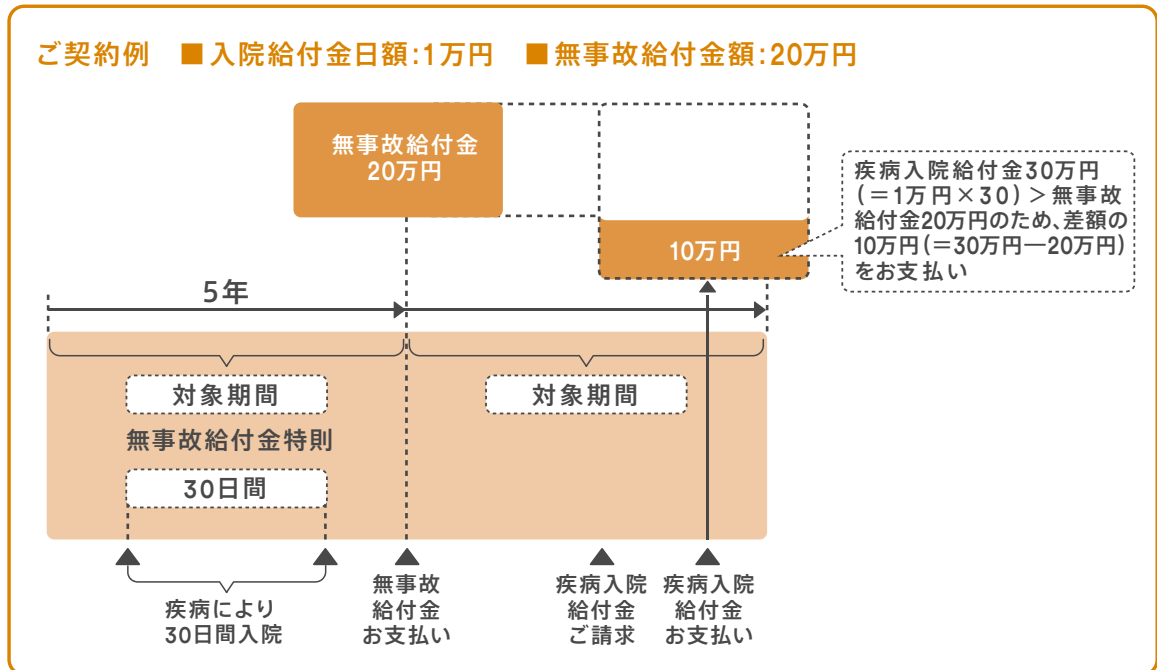 ご契約例 ■入院給付金日額:1万円 ■無事故給付金額:20万円
無事故給付金
20万円
10万円
疾病入院給付金30万円
(=1万円×30)>無事故
給付金20万円のため、差額の
10万円(=30万円―20万円)
をお支払い
5年
対象期間
対象期間
無事故給付金特則
30日間
疾病により
30日間入院
無事故
給付金
お支払い
疾病入院
給付金
ご請求
疾病入院
給付金
お支払い